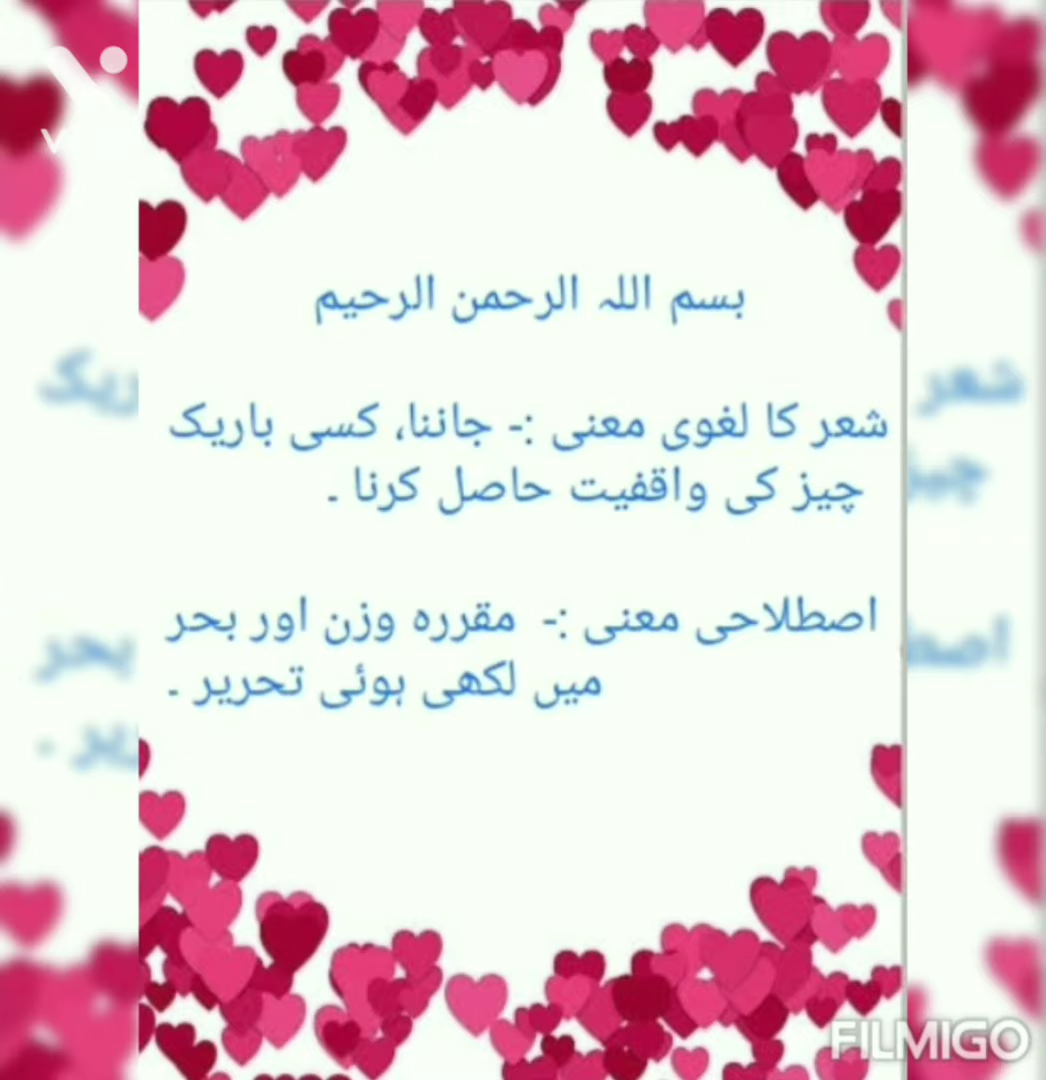 بسم اللہ الرحمن الرحیم
شعر کا لغوی معنی :- جاننا، کسی باریک
چیز کی واقفیت حاصل کرنا ۔
اصطلاحی معنی :- مقررہ وزن اور بحر
میں لکھی ہوئی تحریر ۔
FILMIGO